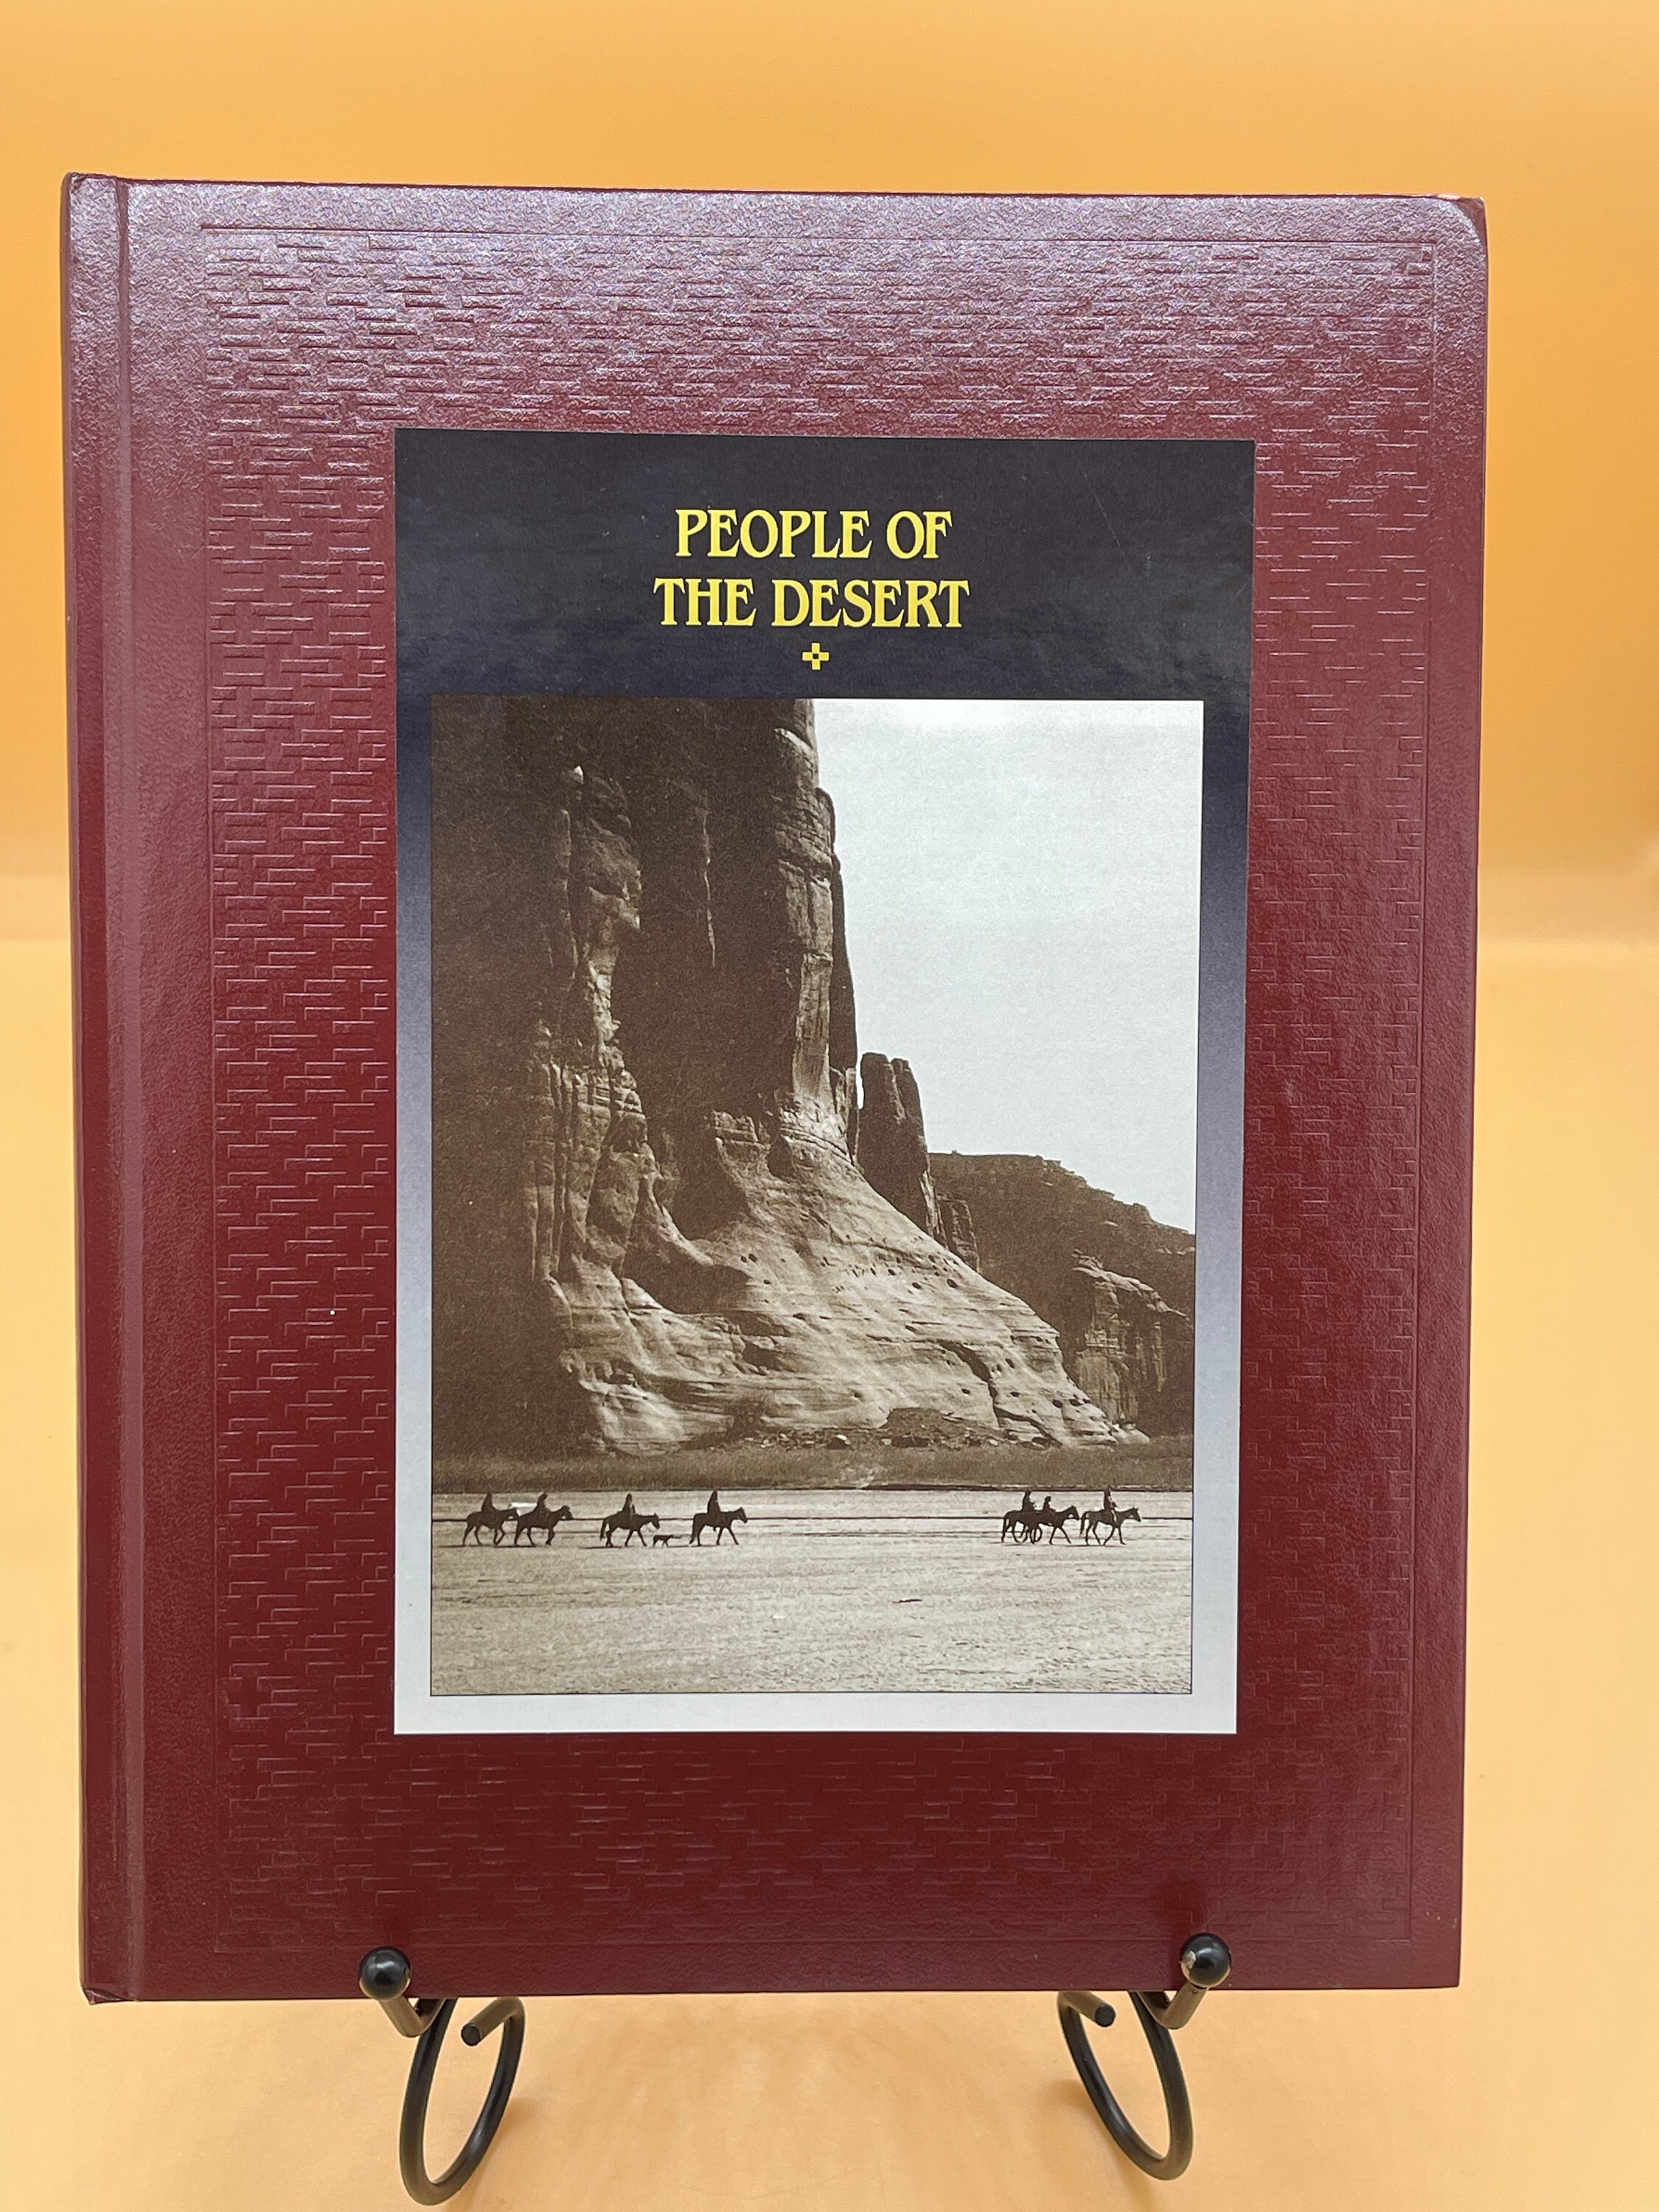 PEOPLE OF
THE DESERT